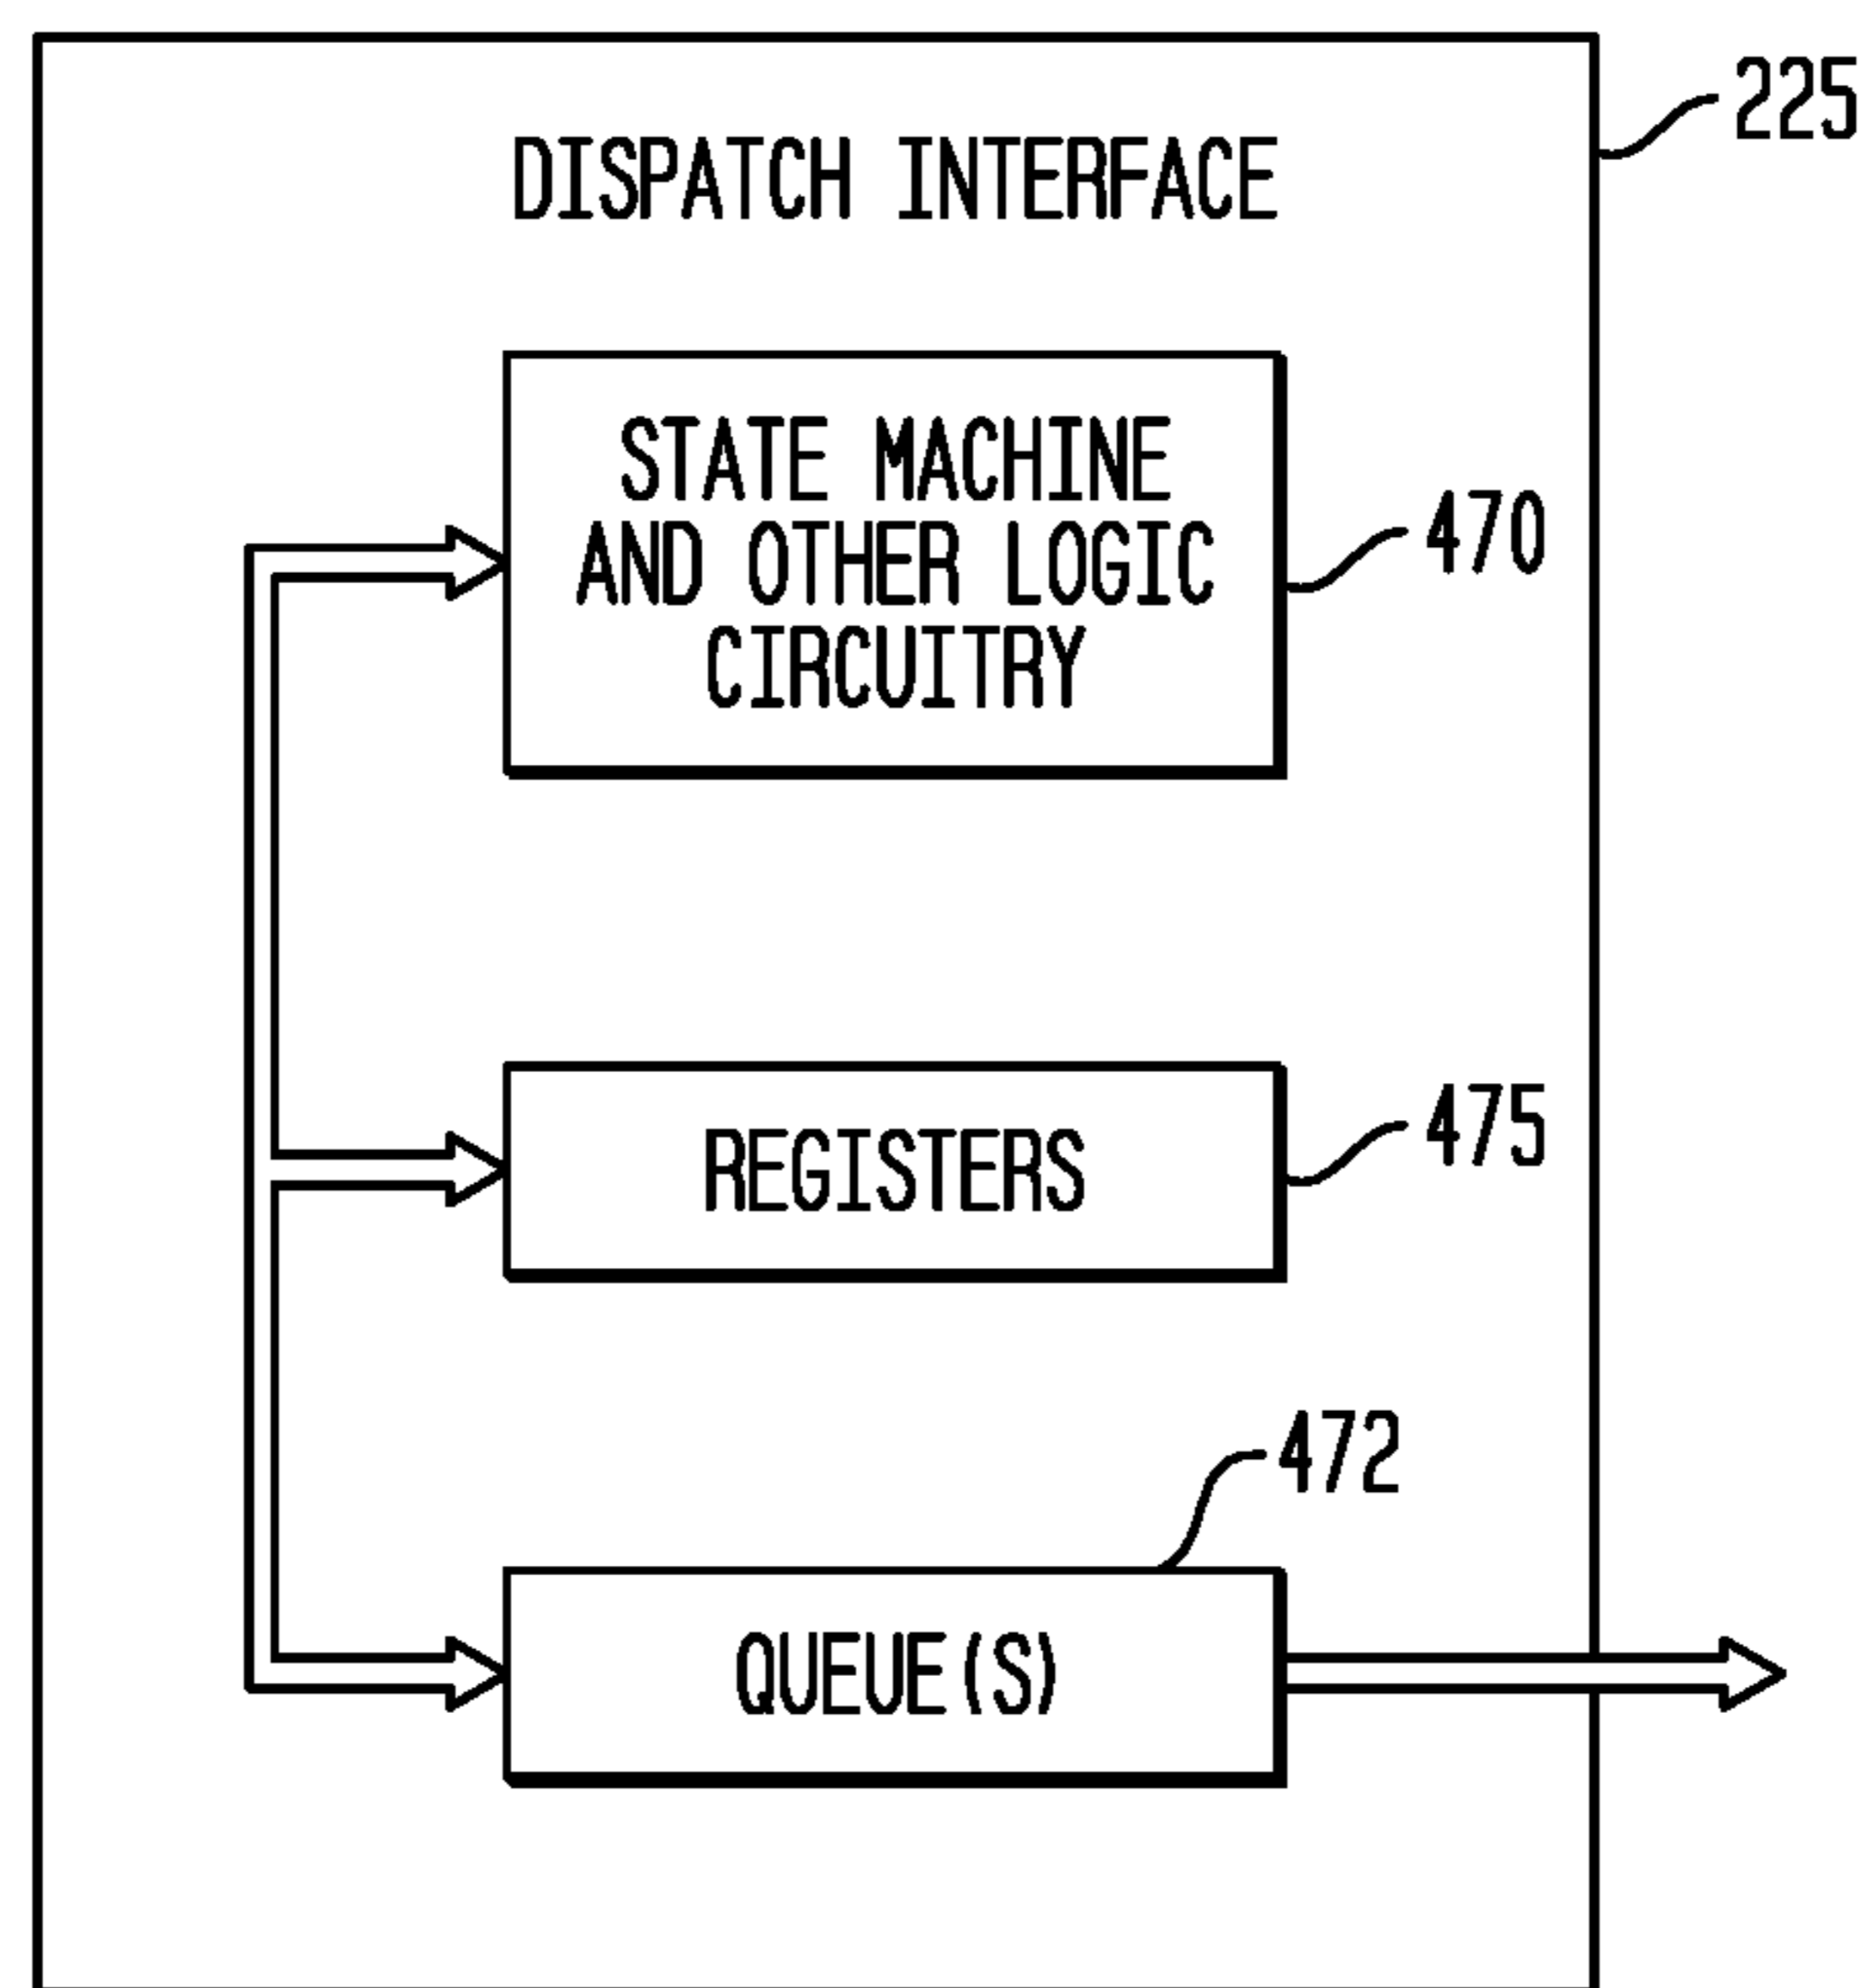 225
DISPATCH INTERFACE
STATE MACHINE
AND OTHER LOGIC
CIRCUITRY
470
REGISTERS
475
472
QUEUE(S)